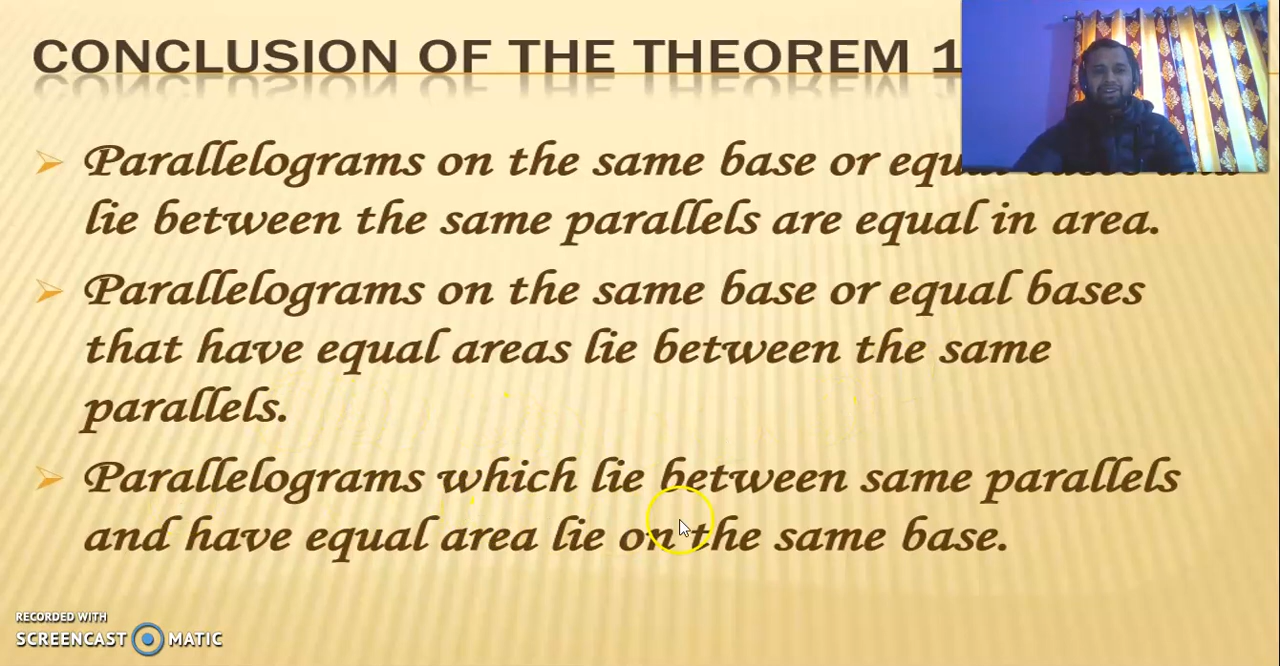 CONCLUSION OF THE THEOREM 1
Parallelograms on the same base or
lie between the same parallels are equal in area.
Parallelograms on the same base or equal bases
that have equal areas lie between the same
parallels.
Parallelograms which lie between same parallels
and have equal area lie on the same base.
RECORDED WITH
SCREENCAST MATIC